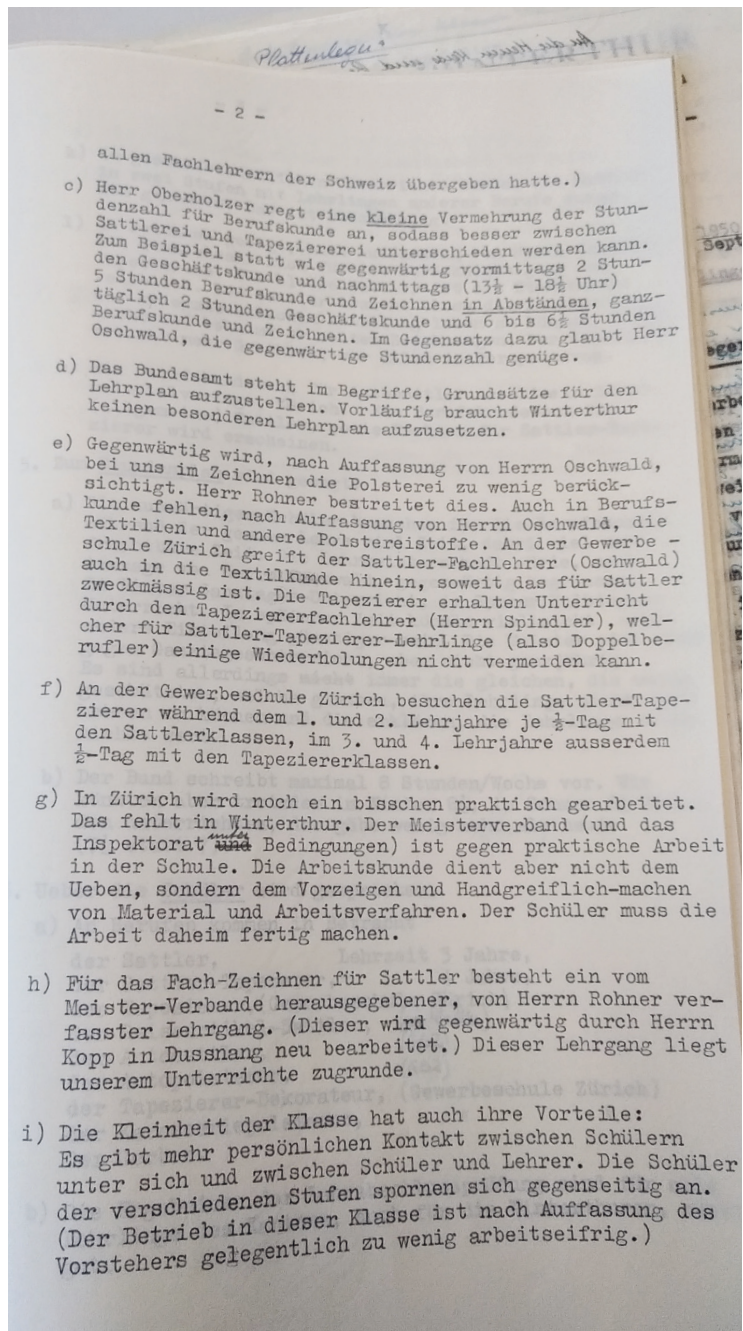 Plattenleger
An die Herren
- 2 -
allen Fachlehrern der Schweiz übergeben hatte.)
c) Herr Oberholzer regt eine kleine Vermehrung der Stun-
denzahl für Berufskunde an, sodass besser zwischen
Sattlerei und Tapeziererei unterschieden werden kann.
Zum Beispiel statt wie gegenwärtig vormittags 2 Stun-
den Geschäftskunde und nachmittags (13½ - 18½ Uhr)
5 Stunden Berufskunde und Zeichnen in Abständen, ganz-
täglich 2 Stunden Geschäftskunde und 6 bis 6½ Stunden
Berufskunde und Zeichnen. Im Gegensatz dazu glaubt Herr
Oschwald, die gegenwärtige Stundenzahl genüge.
d) Das Bundesamt steht im Begriffe, Grundsätze für den
Lehrplan aufzustellen. Vorläufig braucht Winterthur
keinen besonderen Lehrplan aufzusetzen.
e) Gegenwärtig wird, nach Auffassung von Herrn Oschwald,
bei uns im Zeichnen die Polsterei zu wenig berück-
sichtigt. Herr Rohner bestreitet dies. Auch in Berufs-
kunde fehlen, nach Auffassung von Herrn Oschwald, die
Textilien und andere Polstereistoffe. An der Gewerbe -
schule Zürich greift der Sattler-Fachlehrer (Oschwald)
auch in die Textilkunde hinein, soweit das für Sattler
zweckmässig ist. Die Tapezierer erhalten Unterricht
durch den Tapeziererfachlehrer (Herrn Spindler), wel-
cher für Sattler-Tapezierer-Lehrlinge (also Doppelbe-
rufler) einige Wiederholungen nicht vermeiden kann.
f) An der Gewerbeschule Zürich besuchen die Sattler-Tape-
zierer während dem 1. und 2. Lehrjahre je ½-Tag mit
den Sattlerklassen, im 3. und 4. Lehrjahre ausserdem
½-Tag mit den Tapeziererklassen.
g) In Zürich wird noch ein bisschen praktisch gearbeitet.
Das fehlt in Winterthur. Der Meisterverband (und das
Inspektorat unter und Bedingungen) ist gegen praktische Arbeit
in der Schule. Die Arbeitskunde dient aber nicht dem
Ueben, sondern dem Vorzeigen und Handgreiflich-machen
von Material und Arbeitsverfahren. Der Schüler muss die
Arbeit daheim fertig machen.
h) Für das Fach-Zeichnen für Sattler besteht ein vom
Meister-Verbande herausgegebener, von Herrn Rohner ver-
fasster Lehrgang. (Dieser wird gegenwärtig durch Herrn
Kopp in Dussnang neu bearbeitet.) Dieser Lehrgang liegt
unserem Unterrichte zugrunde.
i) Die Kleinheit der Klasse hat auch ihre Vorteile:
Es gibt mehr persönlichen Kontakt zwischen Schülern
unter sich und zwischen Schüler und Lehrer. Die Schüler
der verschiedenen Stufen spornen sich gegenseitig an.
(Der Betrieb in dieser Klasse ist nach Auffassung des
Vorstehers gelegentlich zu wenig arbeitseifrig.)
1950
Sept